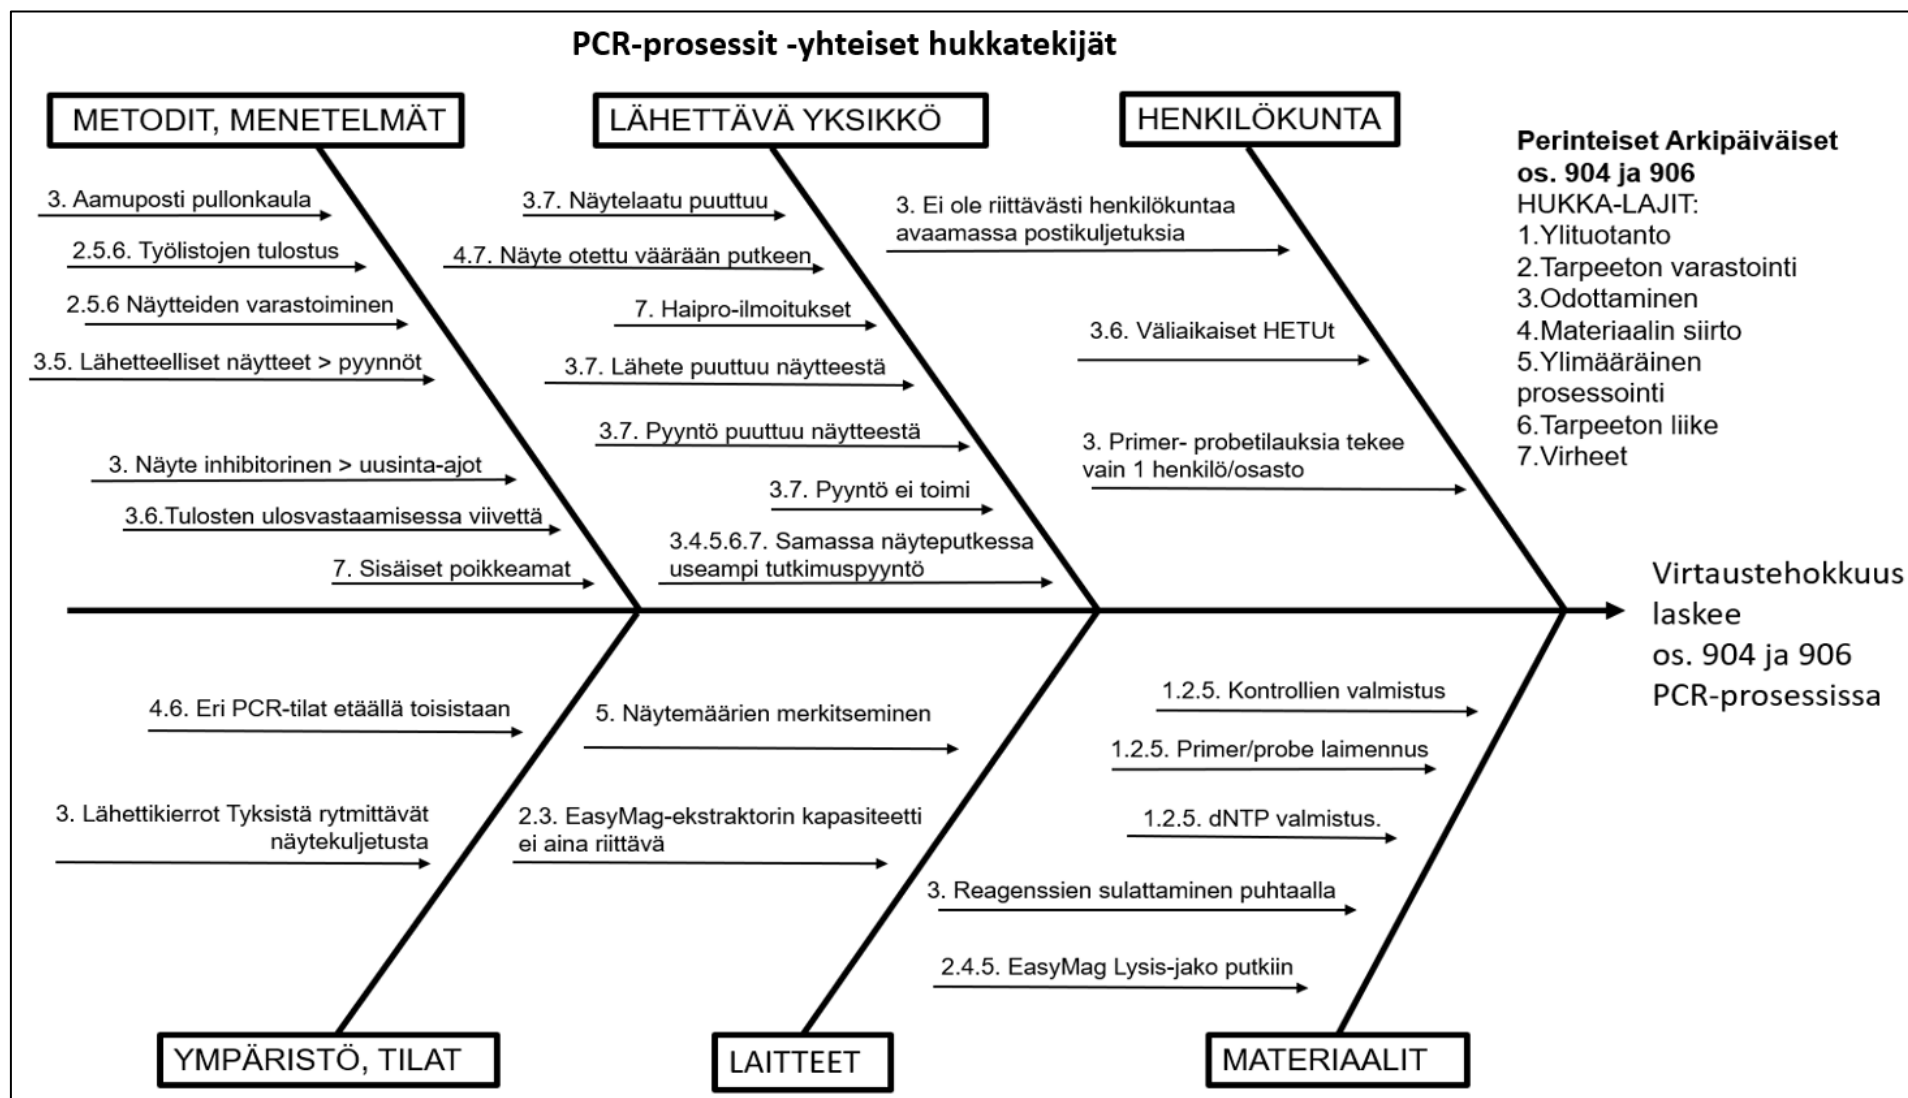 PCR-prosessit -yhteiset hukkatekijät
METODIT, MENETELMÄT
3. Aamuposti pullonkaula
2.5.6. Työlistojen tulostus
2.5.6 Näytteiden varastoiminen
3.5. Lähetteelliset näytteet > pyynnöt
3. Näyte inhibitorinen > uusinta-ajot
3.6.Tulosten ulosvastaamisessa viivettä
7. Sisäiset poikkeamat
LÄHETTÄVÄ YKSIKKÖ
3.7. Näytelaatu puuttuu
4.7. Näyte otettu väärään putkeen
7. Haipro-ilmoitukset
3.7. Lähete puuttuu näytteestä
3.7. Pyyntö puuttuu näytteestä
3.7. Pyyntö ei toimi
3.4.5.6.7. Samassa näyteputkessa
useampi tutkimuspyyntö
HENKILÖKUNTA
3. Ei ole riittävästi henkilökuntaa
avaamassa postikuljetuksia
3.6. Väliaikaiset HETUt
3. Primer- probetilauksia tekee
vain 1 henkilö/osasto
Perinteiset Arkipäiväiset
os. 904 ja 906
HUKKA-LAJIT:
1.Ylituotanto
2.Tarpeeton varastointi
3.Odottaminen
4.Materiaalin siirto
5.Ylimääräinen
prosessointi
6.Tarpeeton liike
7.Virheet
Virtaustehokkuus
laskee
os. 904 ja 906
PCR-prosessissa
4.6. Eri PCR-tilat etäällä toisistaan
3. Lähettikierrot Tyksistä rytmittävät
näytekuljetusta
YMPÄRISTÖ, TILAT
5. Näytemäärien merkitseminen
2.3. EasyMag-ekstraktorin kapasiteetti
ei aina riittävä
LAITTEET
1.2.5. Kontrollien valmistus
1.2.5. Primer/probe laimennus
1.2.5. dNTP valmistus.
3. Reagenssien sulattaminen puhtaalla
2.4.5. EasyMag Lysis-jako putkiin
MATERIAALIT